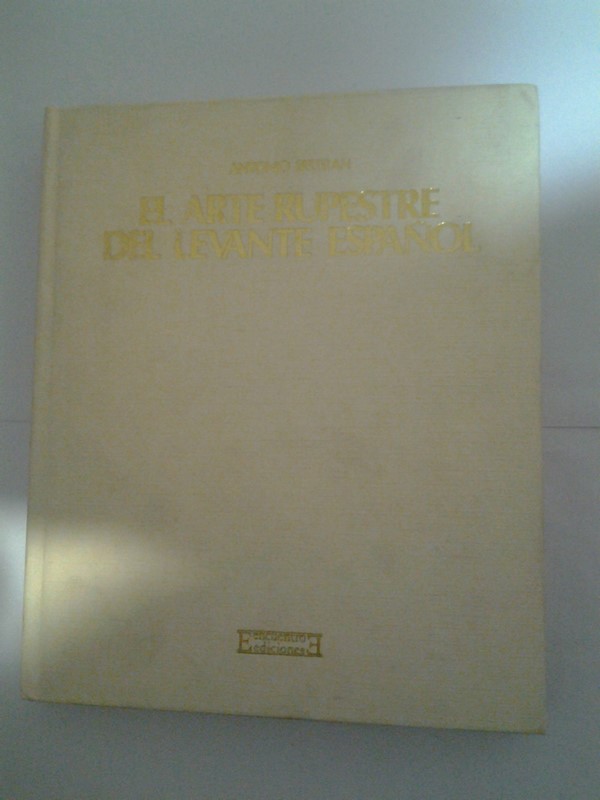 ANTONIO BELTRAN
EL ARTE RUPESTRE
DEL LEVANTE ESPAÑOL
encuentro
ediciones